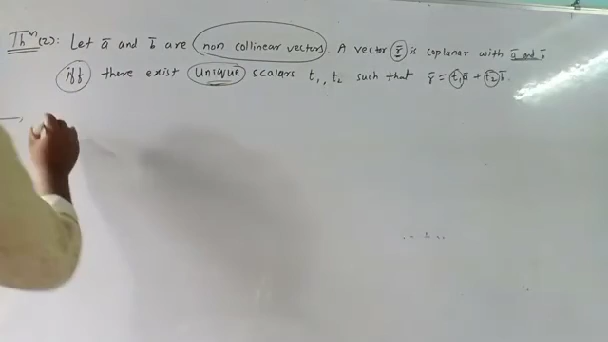 Thm (2): Let a̅ and b̅ are non collinear vectors. A vector r̅ is coplanar with a̅ and
iff there exist unique scalars t₁, t₂ such that r̅ = t₁a̅ + t₂b̅.